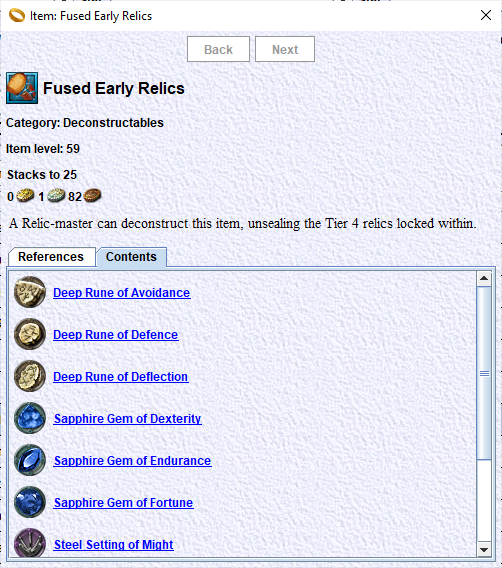 Item: Fused Early Relics
Back Next
Fused Early Relics
Category: Deconstructables
Item level: 59
Stacks to 25
0 1 82
A Relic-master can deconstruct this item, unsealing the Tier 4 relics locked within.
References Contents
Deep Rune of Avoidance
Deep Rune of Defence
Deep Rune of Deflection
Sapphire Gem of Dexterity
Sapphire Gem of Endurance
Sapphire Gem of Fortune
Steel Setting of Might